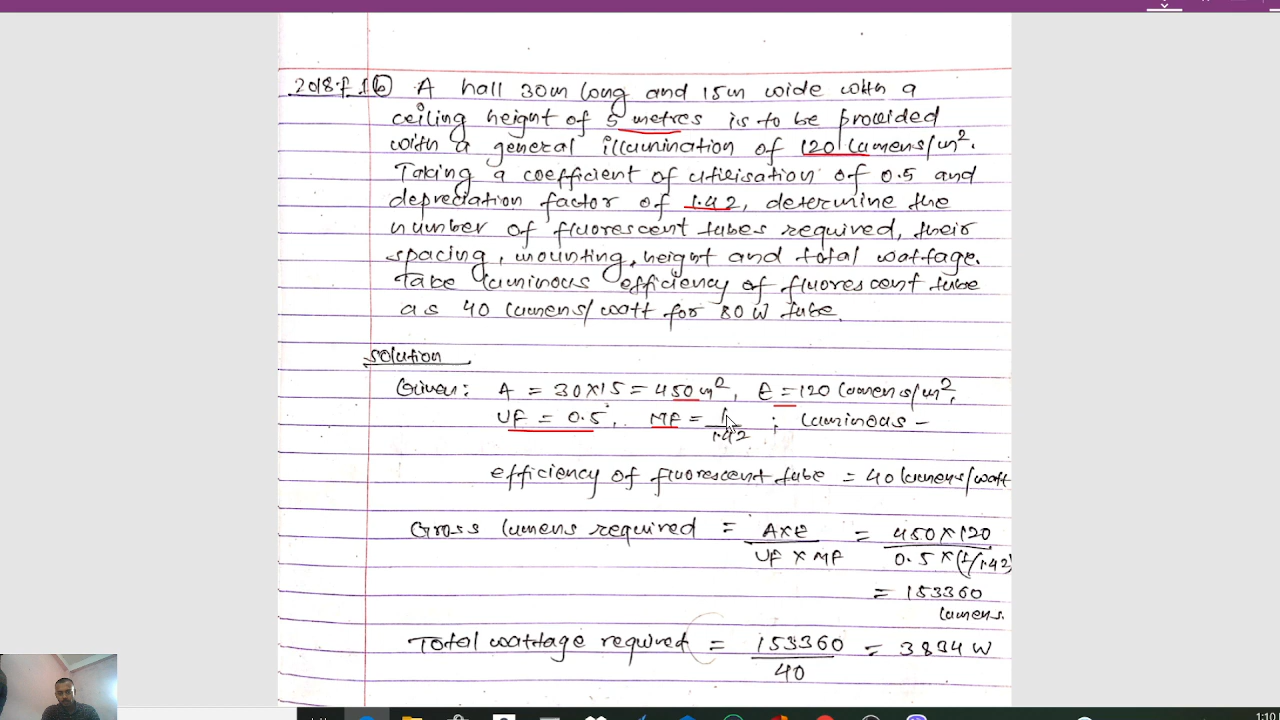 2018.f 1.(b) A hall 30m long and 15m wide with a
ceiling height of 5 metres is to be provided
with a general illumination of 120 lumens/m².
Taking a coefficient of utilisation of 0.5 and
depreciation factor of 1.42, determine the
number of fluorescent tubes required, their
spacing, mounting, height and total wattage.
Take luminous efficiency of fluorescent tube
as 40 lumens/watt for 80 W tube.
Solution
Given: A = 30×15 = 450m², E = 120 lumens/m²,
UF = 0.5, MF = 1/1.42 ; Luminous –
efficiency of fluorescent tube = 40 lumens/watt
Gross lumens required = A×E / UF × MF = 450×120 / 0.5×(1/1.42)
= 153360
lumens.
Total wattage required = 153360 / 40 = 3834 W
1:10